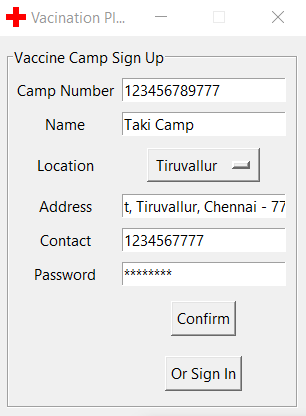 Vacination Pl...
Vaccine Camp Sign Up
Camp Number 123456789777
Name Taki Camp
Location Tiruvallur
Address t, Tiruvallur, Chennai - 77
Contact 1234567777
Password ********
Confirm
Or Sign In